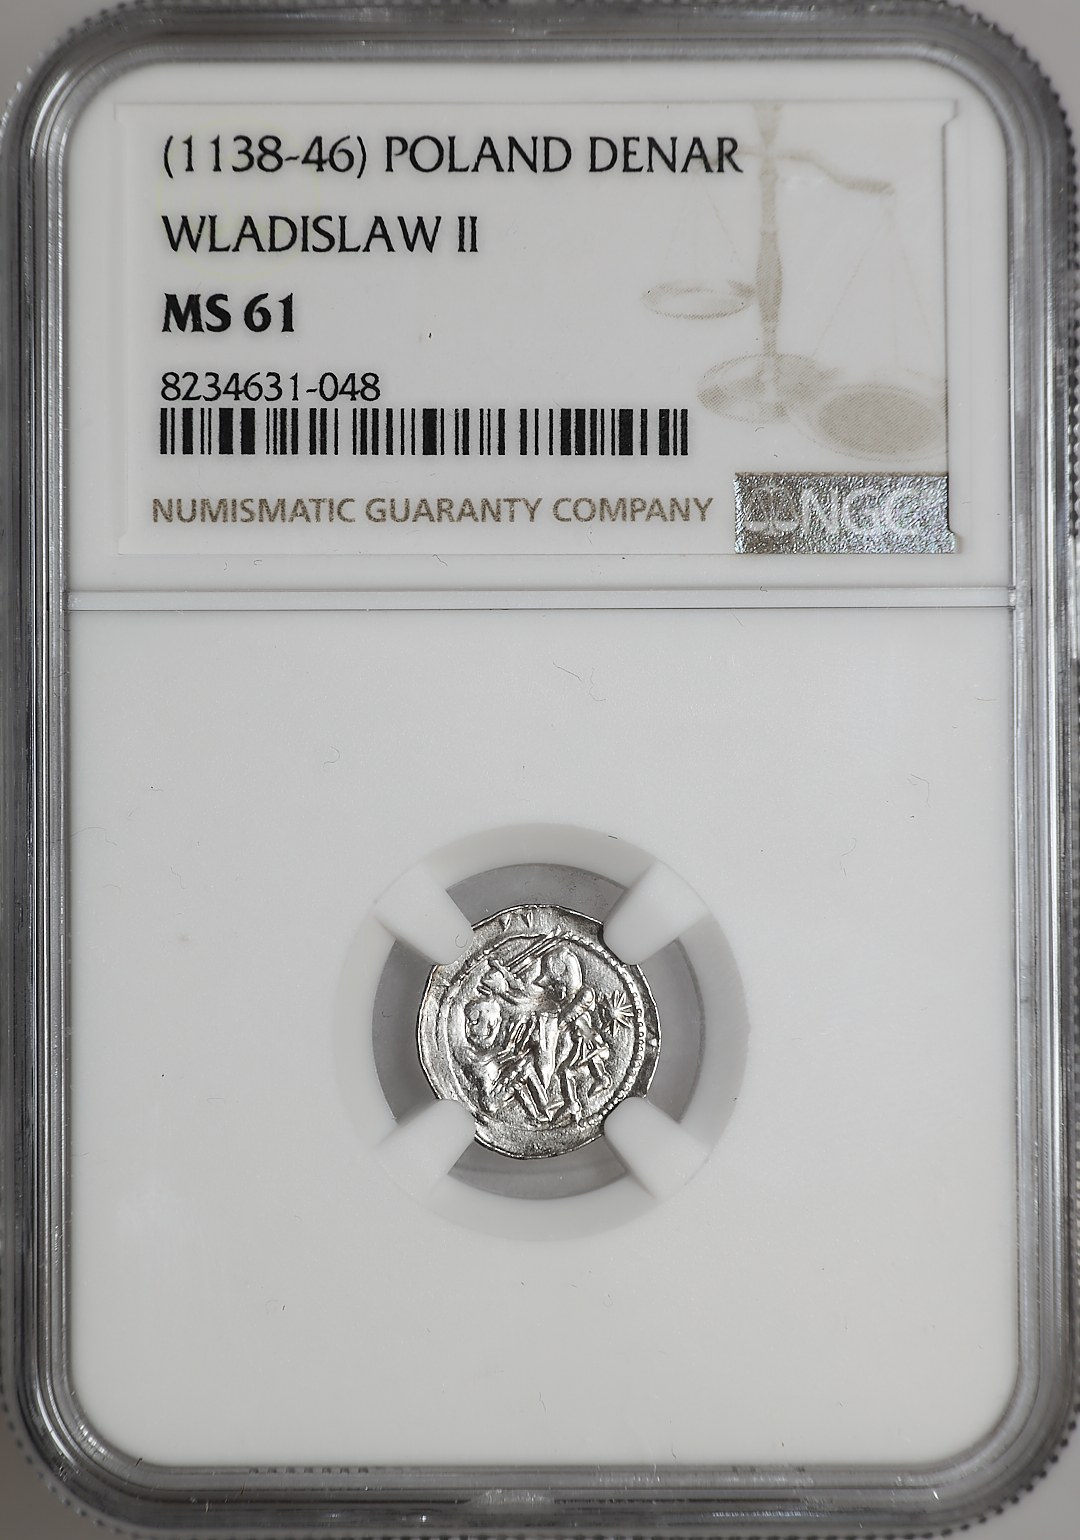 (1138-46) POLAND DENAR
WLADISLAW II
MS 61
8234631-048
NUMISMATIC GUARANTY COMPANY
NGC